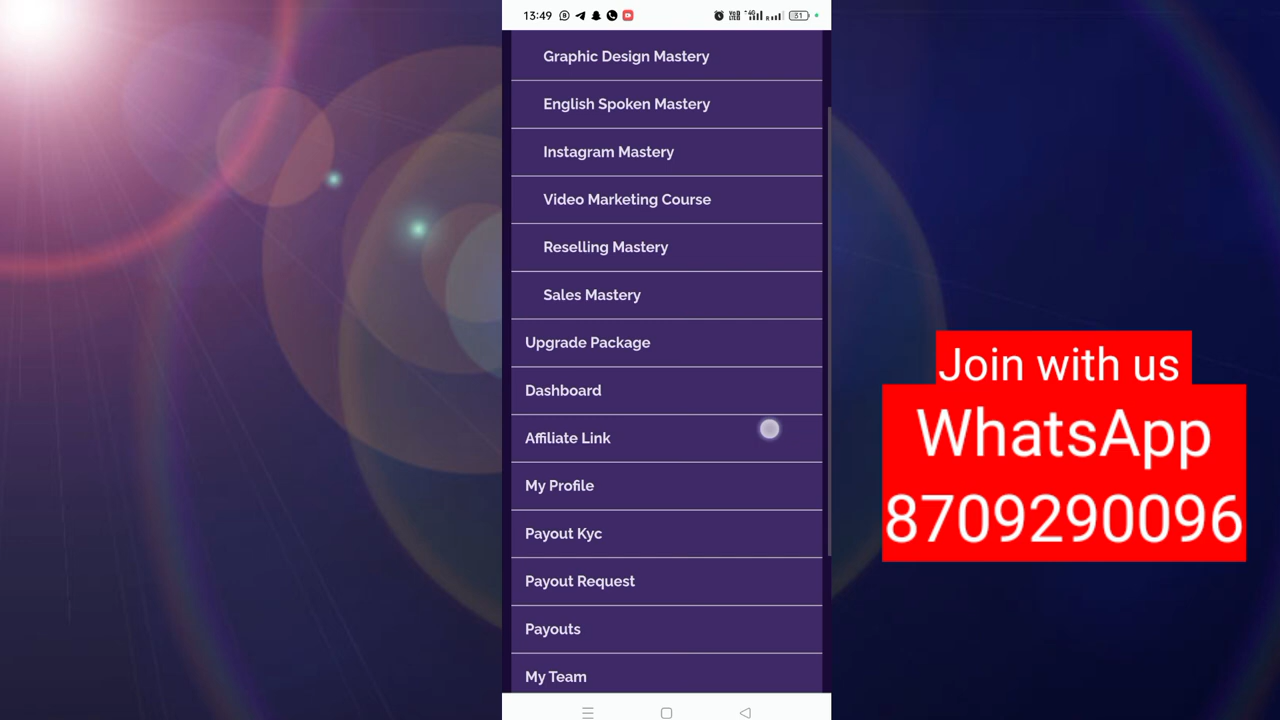 13:49
31
Graphic Design Mastery
English Spoken Mastery
Instagram Mastery
Video Marketing Course
Reselling Mastery
Sales Mastery
Upgrade Package
Dashboard
Affiliate Link
My Profile
Payout Kyc
Payout Request
Payouts
My Team
Join with us
WhatsApp
8709290096